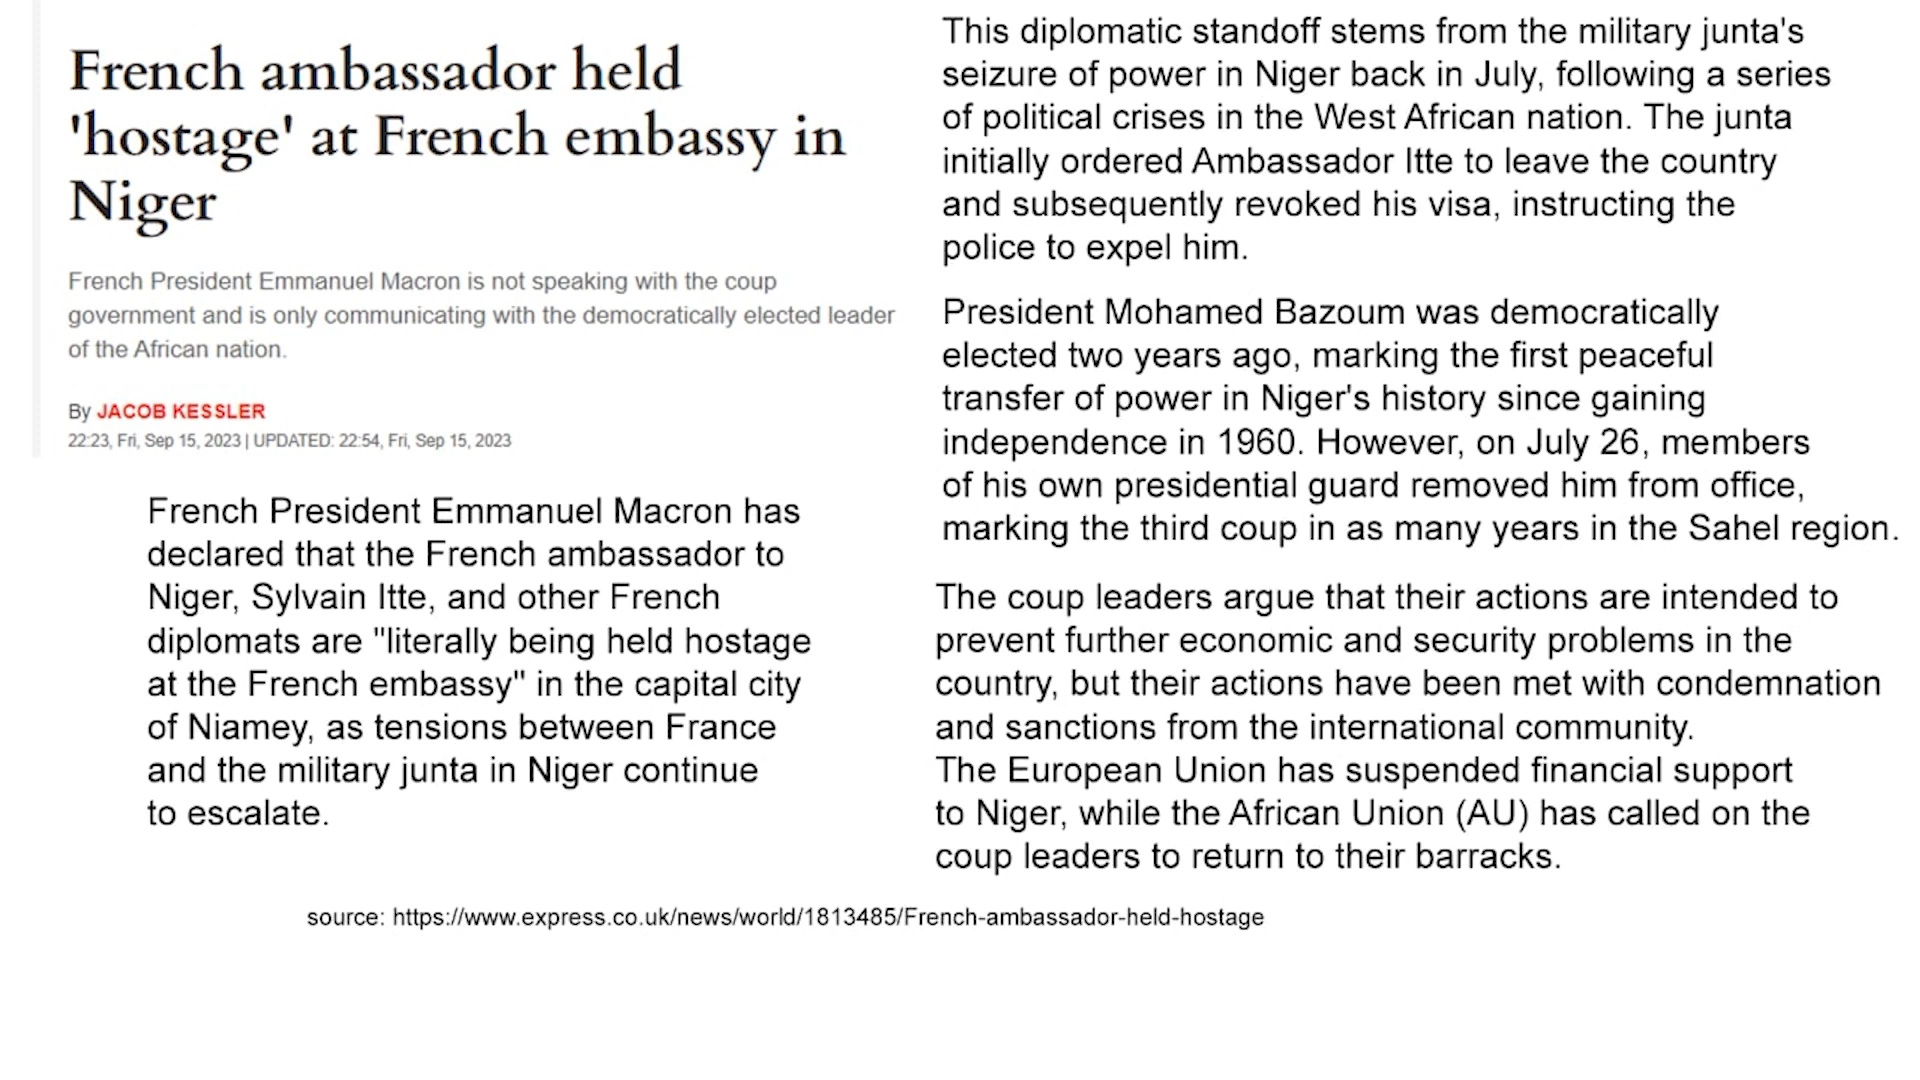 French ambassador held
'hostage' at French embassy in
Niger
French President Emmanuel Macron is not speaking with the coup
government and is only communicating with the democratically elected leader
of the African nation.
By JACOB KESSLER
22:23, Fri, Sep 15, 2023 | UPDATED: 22:54, Fri, Sep 15, 2023
French President Emmanuel Macron has
declared that the French ambassador to
Niger, Sylvain Itte, and other French
diplomats are "literally being held hostage
at the French embassy" in the capital city
of Niamey, as tensions between France
and the military junta in Niger continue
to escalate.
This diplomatic standoff stems from the military junta's
seizure of power in Niger back in July, following a series
of political crises in the West African nation. The junta
initially ordered Ambassador Itte to leave the country
and subsequently revoked his visa, instructing the
police to expel him.
President Mohamed Bazoum was democratically
elected two years ago, marking the first peaceful
transfer of power in Niger's history since gaining
independence in 1960. However, on July 26, members
of his own presidential guard removed him from office,
marking the third coup in as many years in the Sahel region.
The coup leaders argue that their actions are intended to
prevent further economic and security problems in the
country, but their actions have been met with condemnation
and sanctions from the international community.
The European Union has suspended financial support
to Niger, while the African Union (AU) has called on the
coup leaders to return to their barracks.
source: https://www.express.co.uk/news/world/1813485/French-ambassador-held-hostage